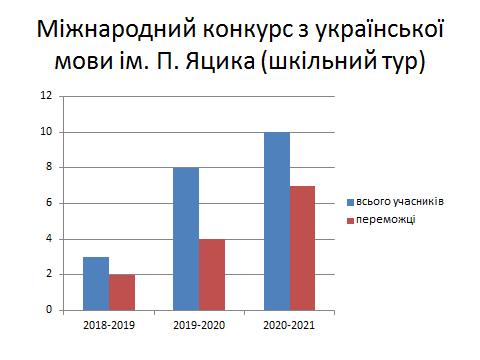 Міжнародний конкурс з української
мови ім. П. Яцика (шкільний тур)
12
10
8
6
4
2
0
2018-2019
2019-2020
2020-2021
всього учасників
переможці